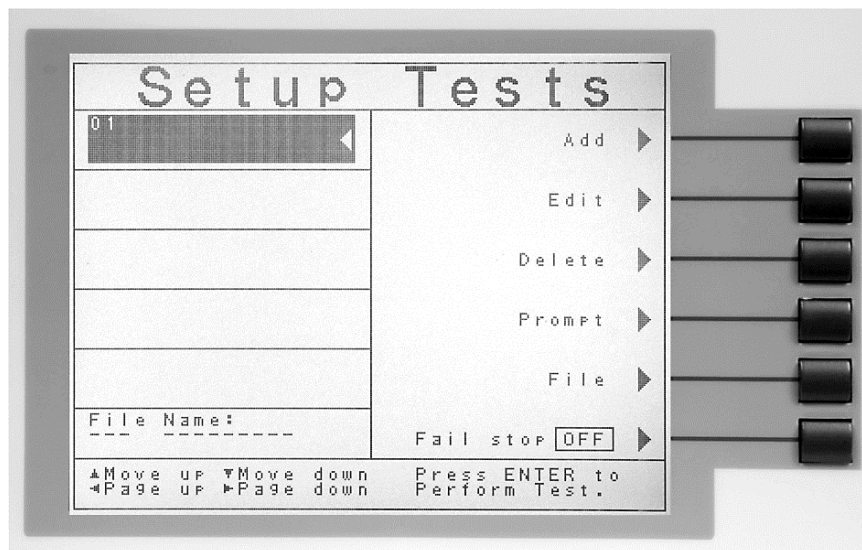 Setup Tests
01
Add
Edit
Delete
Prompt
File
File Name:
Fail stop OFF
▲Move up ▼Move down
◄Page up ►Page down
Press ENTER to
Perform Test.